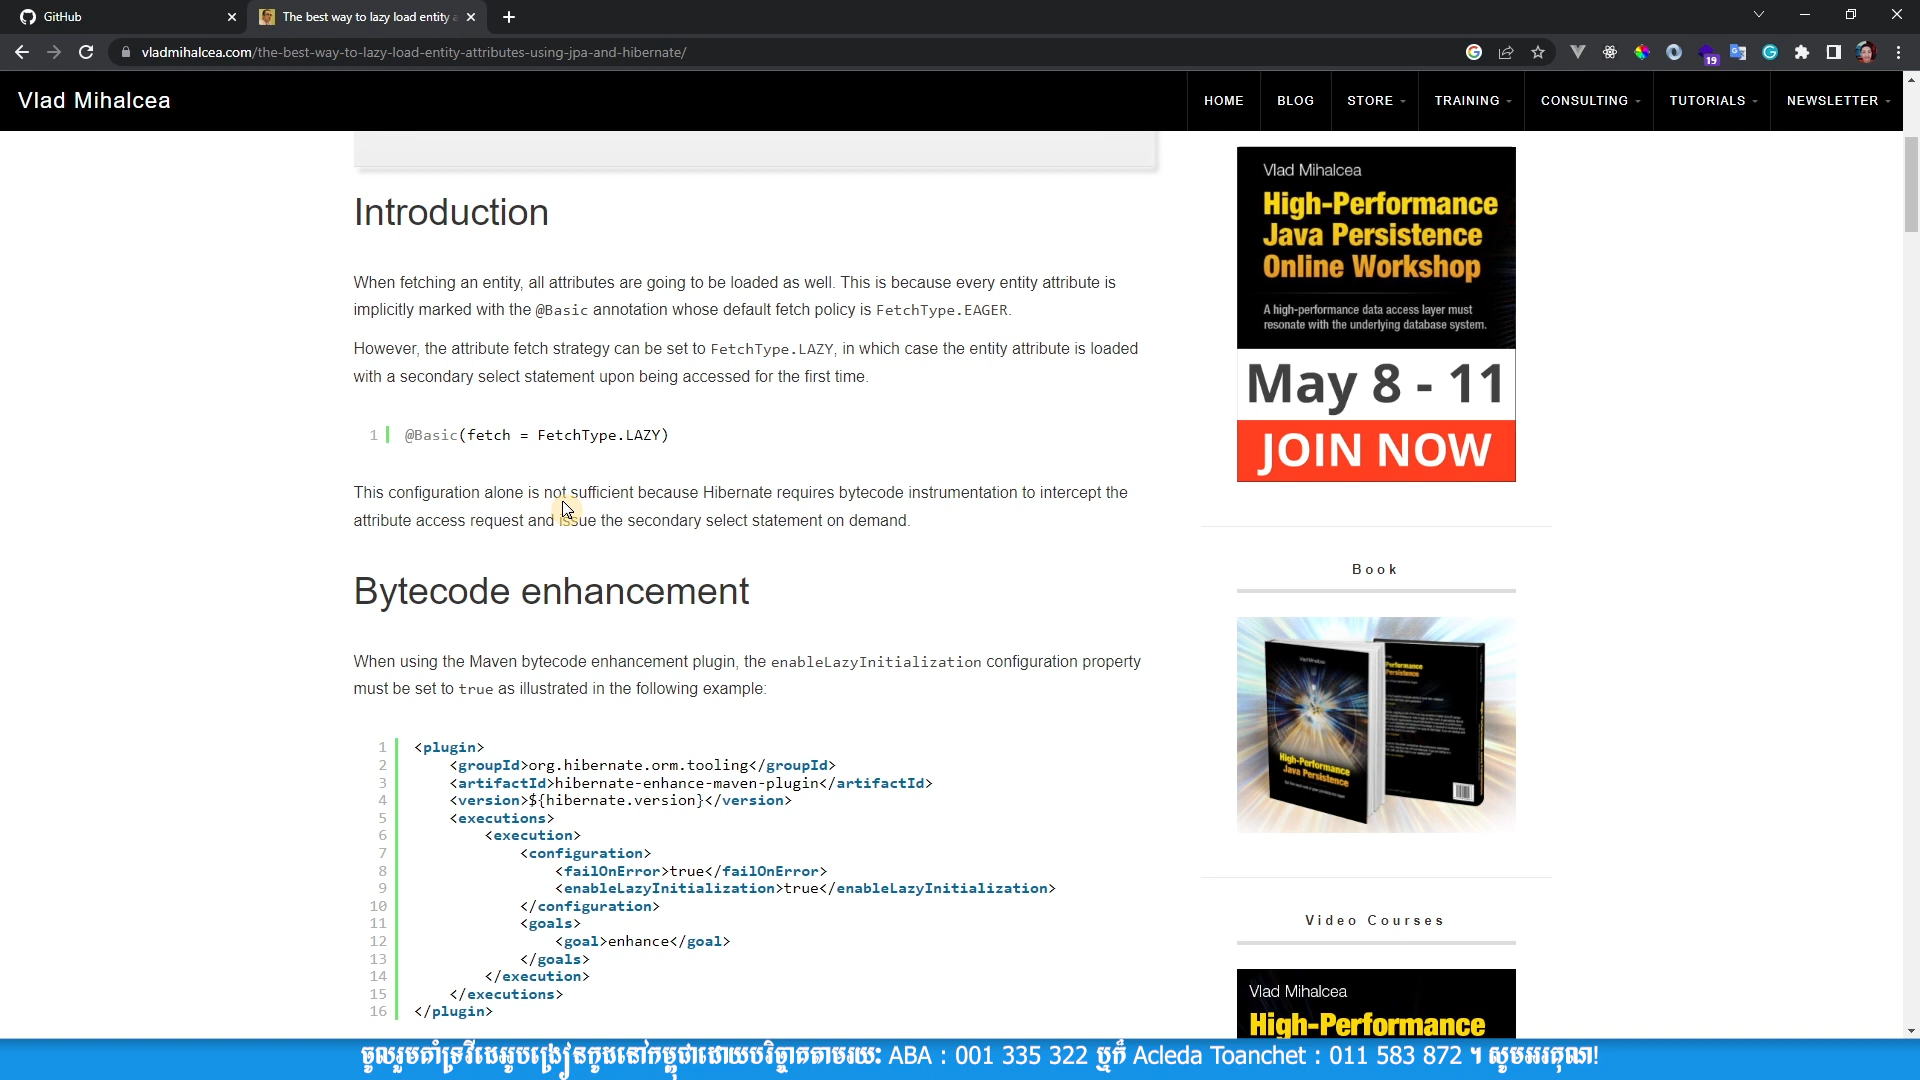 GitHub
The best way to lazy load entity
vladmihalcea.com/the-best-way-to-lazy-load-entity-attributes-using-jpa-and-hibernate/
19
Vlad Mihalcea
HOME
BLOG
STORE
TRAINING
CONSULTING
TUTORIALS
NEWSLETTER
Introduction
When fetching an entity, all attributes are going to be loaded as well. This is because every entity attribute is
implicitly marked with the @Basic annotation whose default fetch policy is FetchType.EAGER.
However, the attribute fetch strategy can be set to FetchType.LAZY, in which case the entity attribute is loaded
with a secondary select statement upon being accessed for the first time.
1 @Basic(fetch = FetchType.LAZY)
This configuration alone is not sufficient because Hibernate requires bytecode instrumentation to intercept the
attribute access request and issue the secondary select statement on demand.
Bytecode enhancement
When using the Maven bytecode enhancement plugin, the enableLazyInitialization configuration property
must be set to true as illustrated in the following example:
1 <plugin>
2 <groupId>org.hibernate.orm.tooling</groupId>
3 <artifactId>hibernate-enhance-maven-plugin</artifactId>
4 <version>${hibernate.version}</version>
5 <executions>
6 <execution>
7 <configuration>
8 <failOnError>true</failOnError>
9 <enableLazyInitialization>true</enableLazyInitialization>
10 </configuration>
11 <goals>
12 <goal>enhance</goal>
13 </goals>
14 </execution>
15 </executions>
16 </plugin>
Vlad Mihalcea
High-Performance
Java Persistence
Online Workshop
A high-performance data access layer must
resonate with the underlying database system.
May 8 - 11
JOIN NOW
Book
High-Performance
Java Persistence
Video Courses
Vlad Mihalcea
High-Performance
ចូលរួមគាំទ្រវីដេអូបង្រៀនកូដនៅកម្ពុជាដោយបរិច្ចាគតាមរយៈ ABA : 001 335 322 ឬក៏ Acleda Toanchet : 011 583 872 ។ សូមអរគុណ!